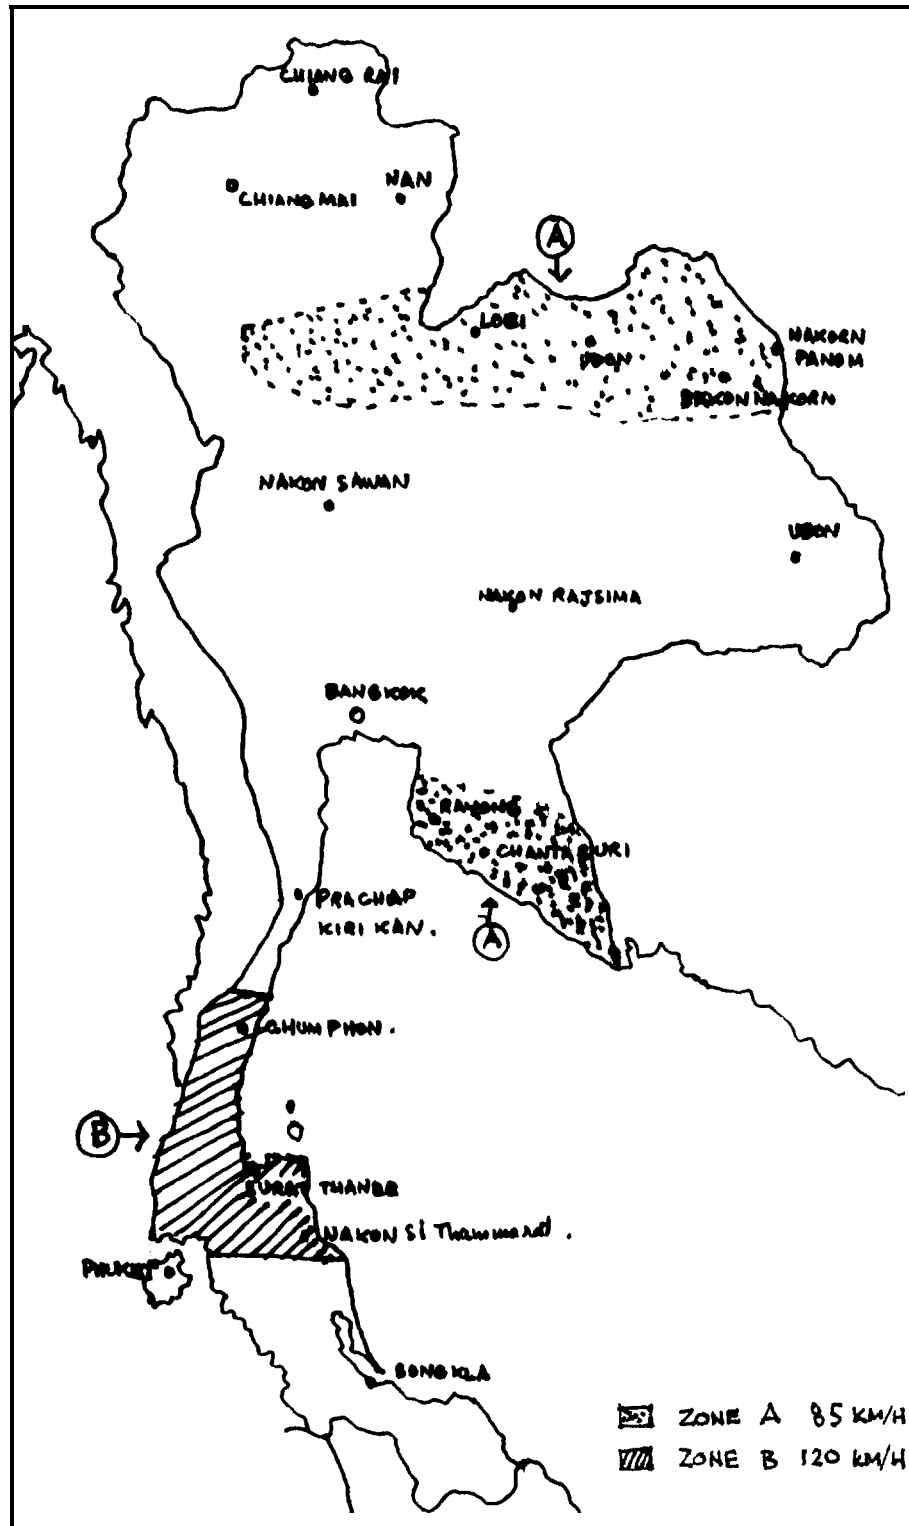 CHIANG RAI
NAN
CHIANG MAI
A
LOEI
NAKORN
PANOM
UDON
NAKORN
NAKON SAWAN
UBON
NAKON RAJSIMA
BANGKOK
RAYONG
CHANTABURI
PRACHAP
KIRI KAN.
A
CHUMPHON.
B
SURAT THANEE
NAKON Si Thammarat.
PHUKET
SONGKLA
ZONE A 85 KM/H
ZONE B 120 KM/H